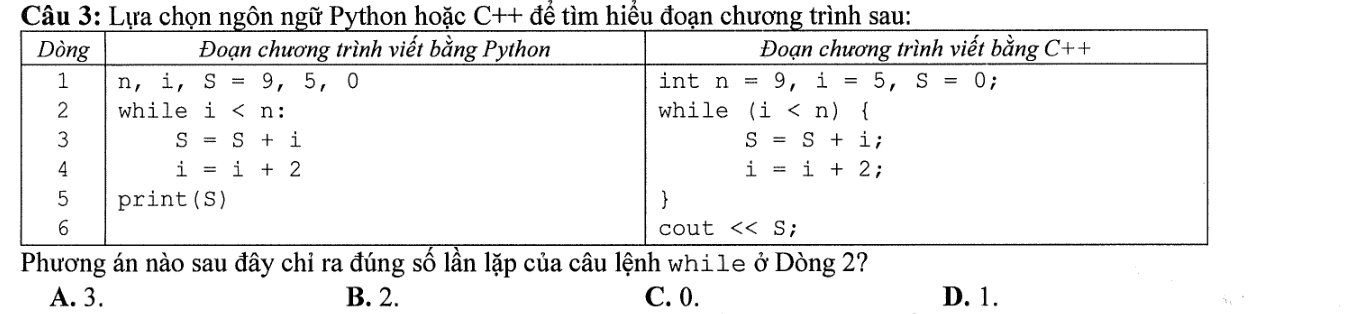 Câu 3: Lựa chọn ngôn ngữ Python hoặc C++ để tìm hiểu đoạn chương trình sau:
Dòng Đoạn chương trình viết bằng Python Đoạn chương trình viết bằng C++
1 n, i, S = 9, 5, 0 int n = 9, i = 5, S = 0;
2 while i < n: while (i < n) {
3 S = S + i S = S + i;
4 i = i + 2 i = i + 2;
5 print(S) }
6 cout << S;
Phương án nào sau đây chỉ ra đúng số lần lặp của câu lệnh while ở Dòng 2?
A. 3. B. 2. C. 0. D. 1.